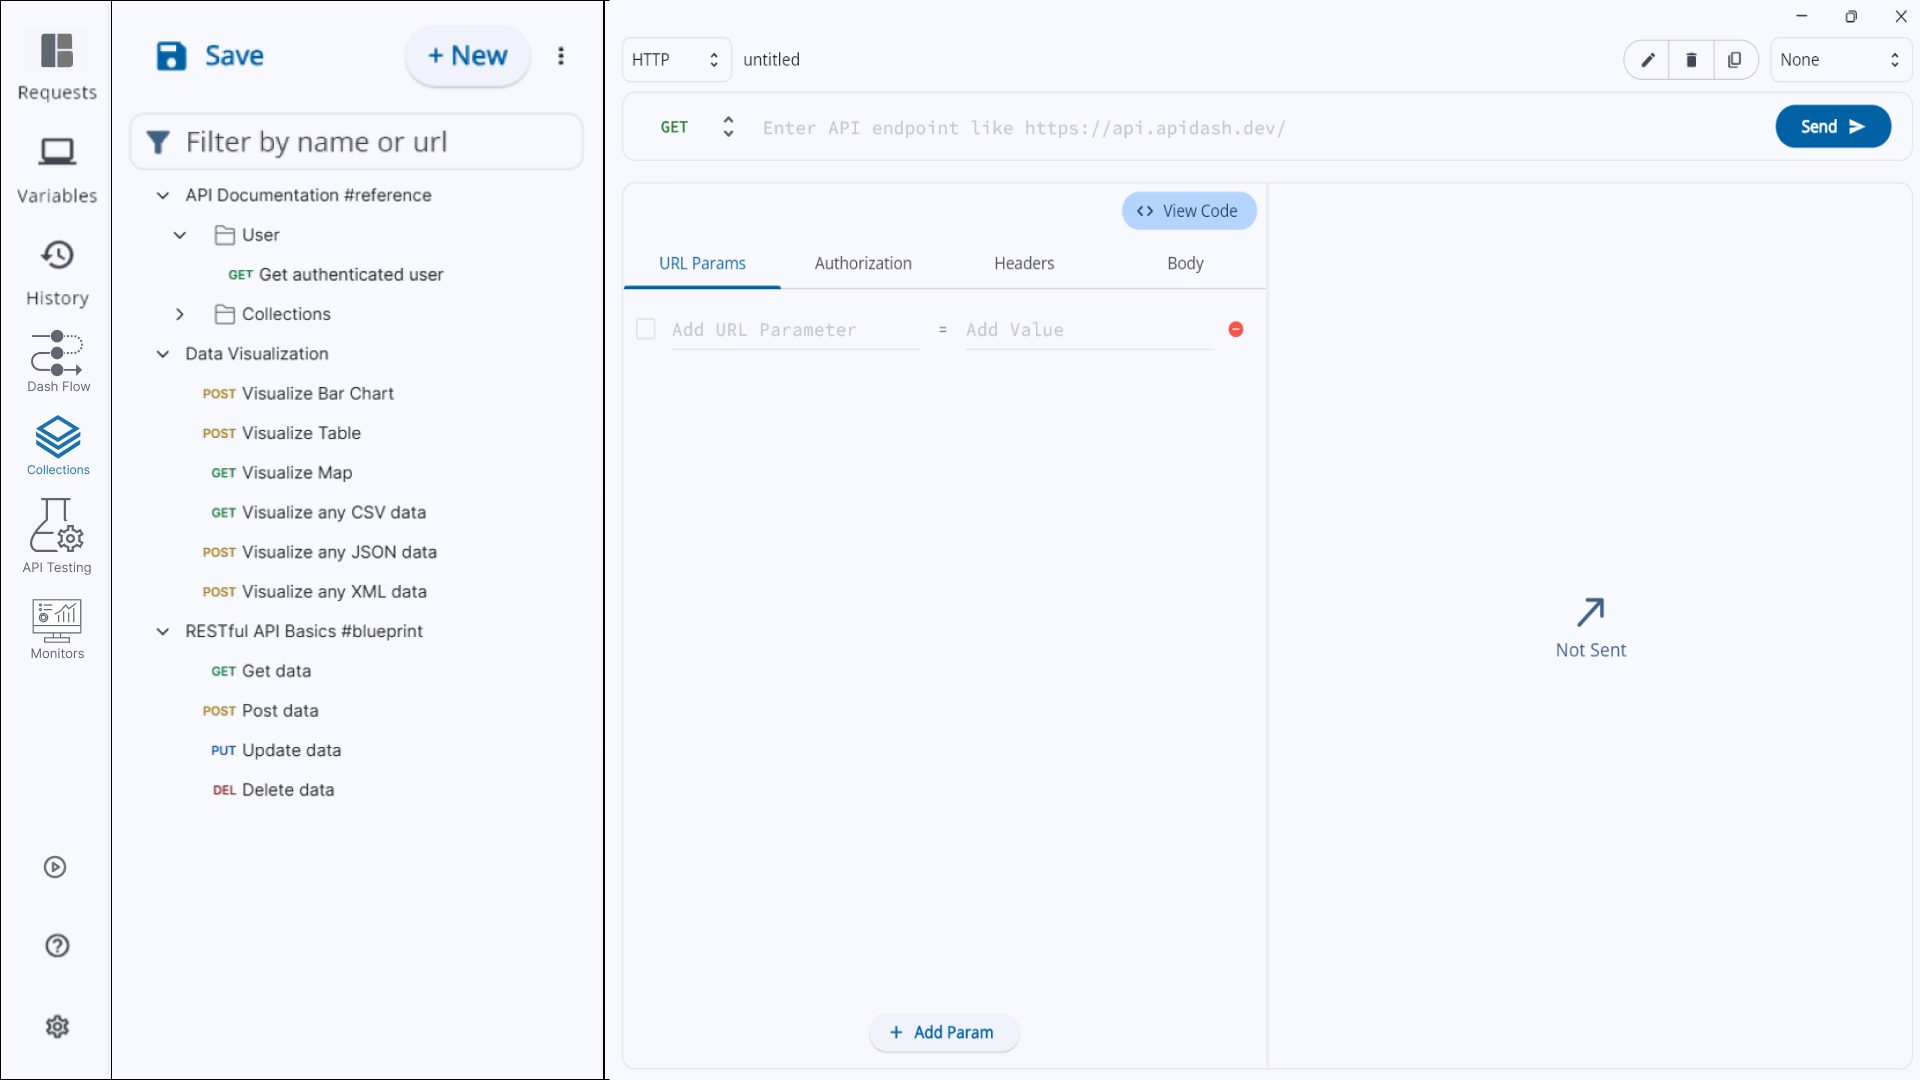 Requests
Variables
History
Dash Flow
Collections
API Testing
Monitors
Save
+ New
Filter by name or url
API Documentation #reference
User
GET Get authenticated user
Collections
Data Visualization
POST Visualize Bar Chart
POST Visualize Table
GET Visualize Map
GET Visualize any CSV data
POST Visualize any JSON data
POST Visualize any XML data
RESTful API Basics #blueprint
GET Get data
POST Post data
PUT Update data
DEL Delete data
HTTP
untitled
None
GET
Enter API endpoint like https://api.apidash.dev/
Send
<> View Code
URL Params
Authorization
Headers
Body
Add URL Parameter = Add Value
+ Add Param
Not Sent